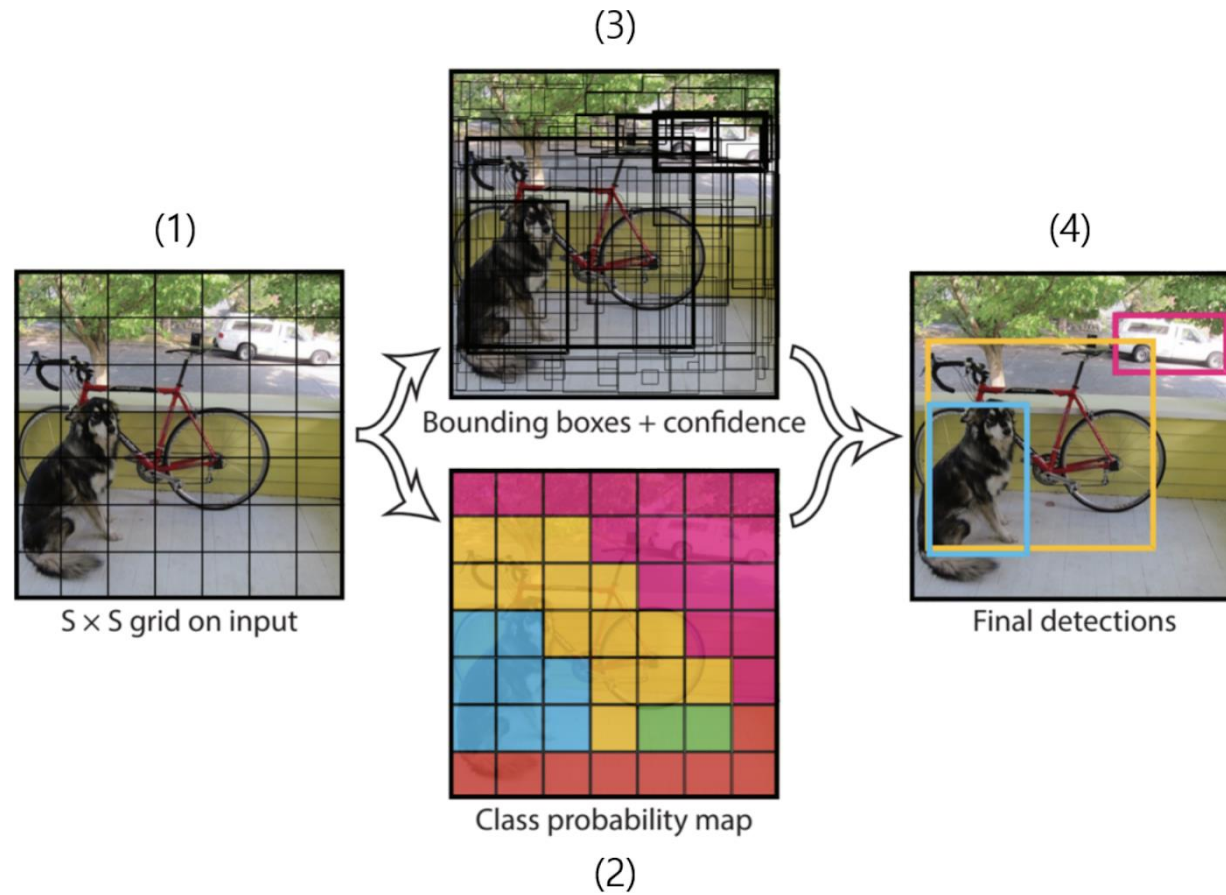 (3)
(1)
(4)
Bounding boxes + confidence
S × S grid on input
Final detections
Class probability map
(2)